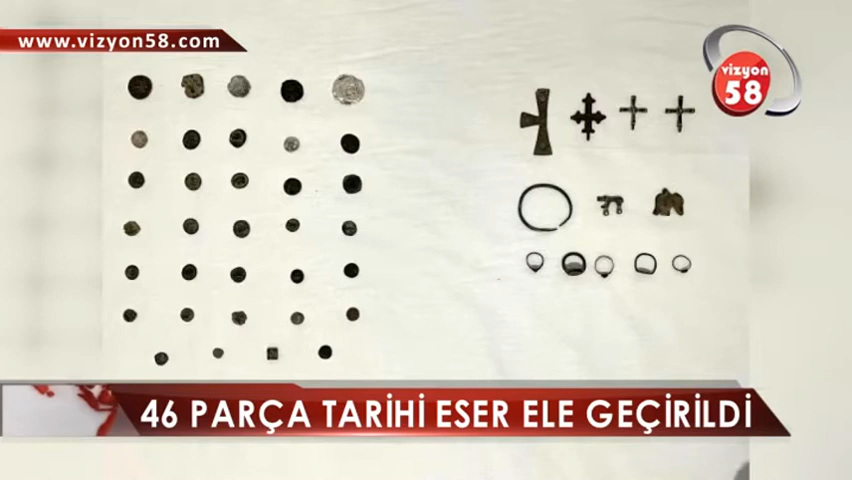 www.vizyon58.com
vizyon
58
46 PARÇA TARİHİ ESER ELE GEÇİRİLDİ